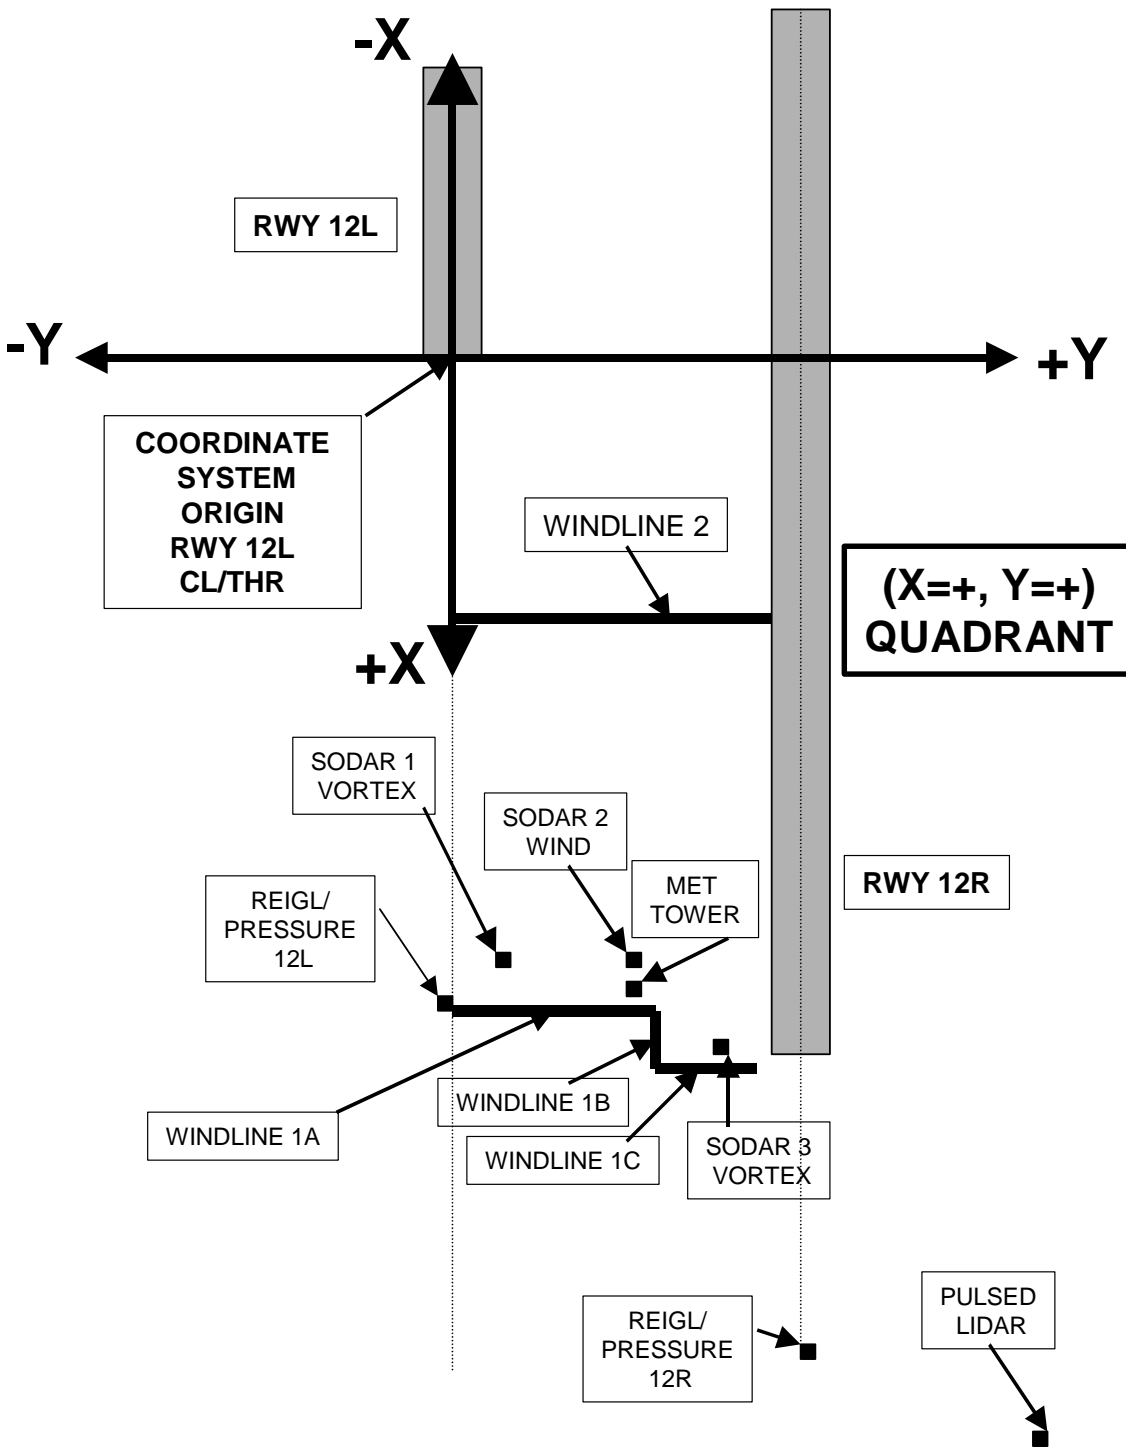 -X
RWY 12L
-Y
+Y
COORDINATE
SYSTEM
ORIGIN
RWY 12L
CL/THR
WINDLINE 2
(X=+, Y=+)
QUADRANT
+X
SODAR 1
VORTEX
SODAR 2
WIND
MET
TOWER
RWY 12R
REIGL/
PRESSURE
12L
WINDLINE 1A
WINDLINE 1B
WINDLINE 1C
SODAR 3
VORTEX
REIGL/
PRESSURE
12R
PULSED
LIDAR